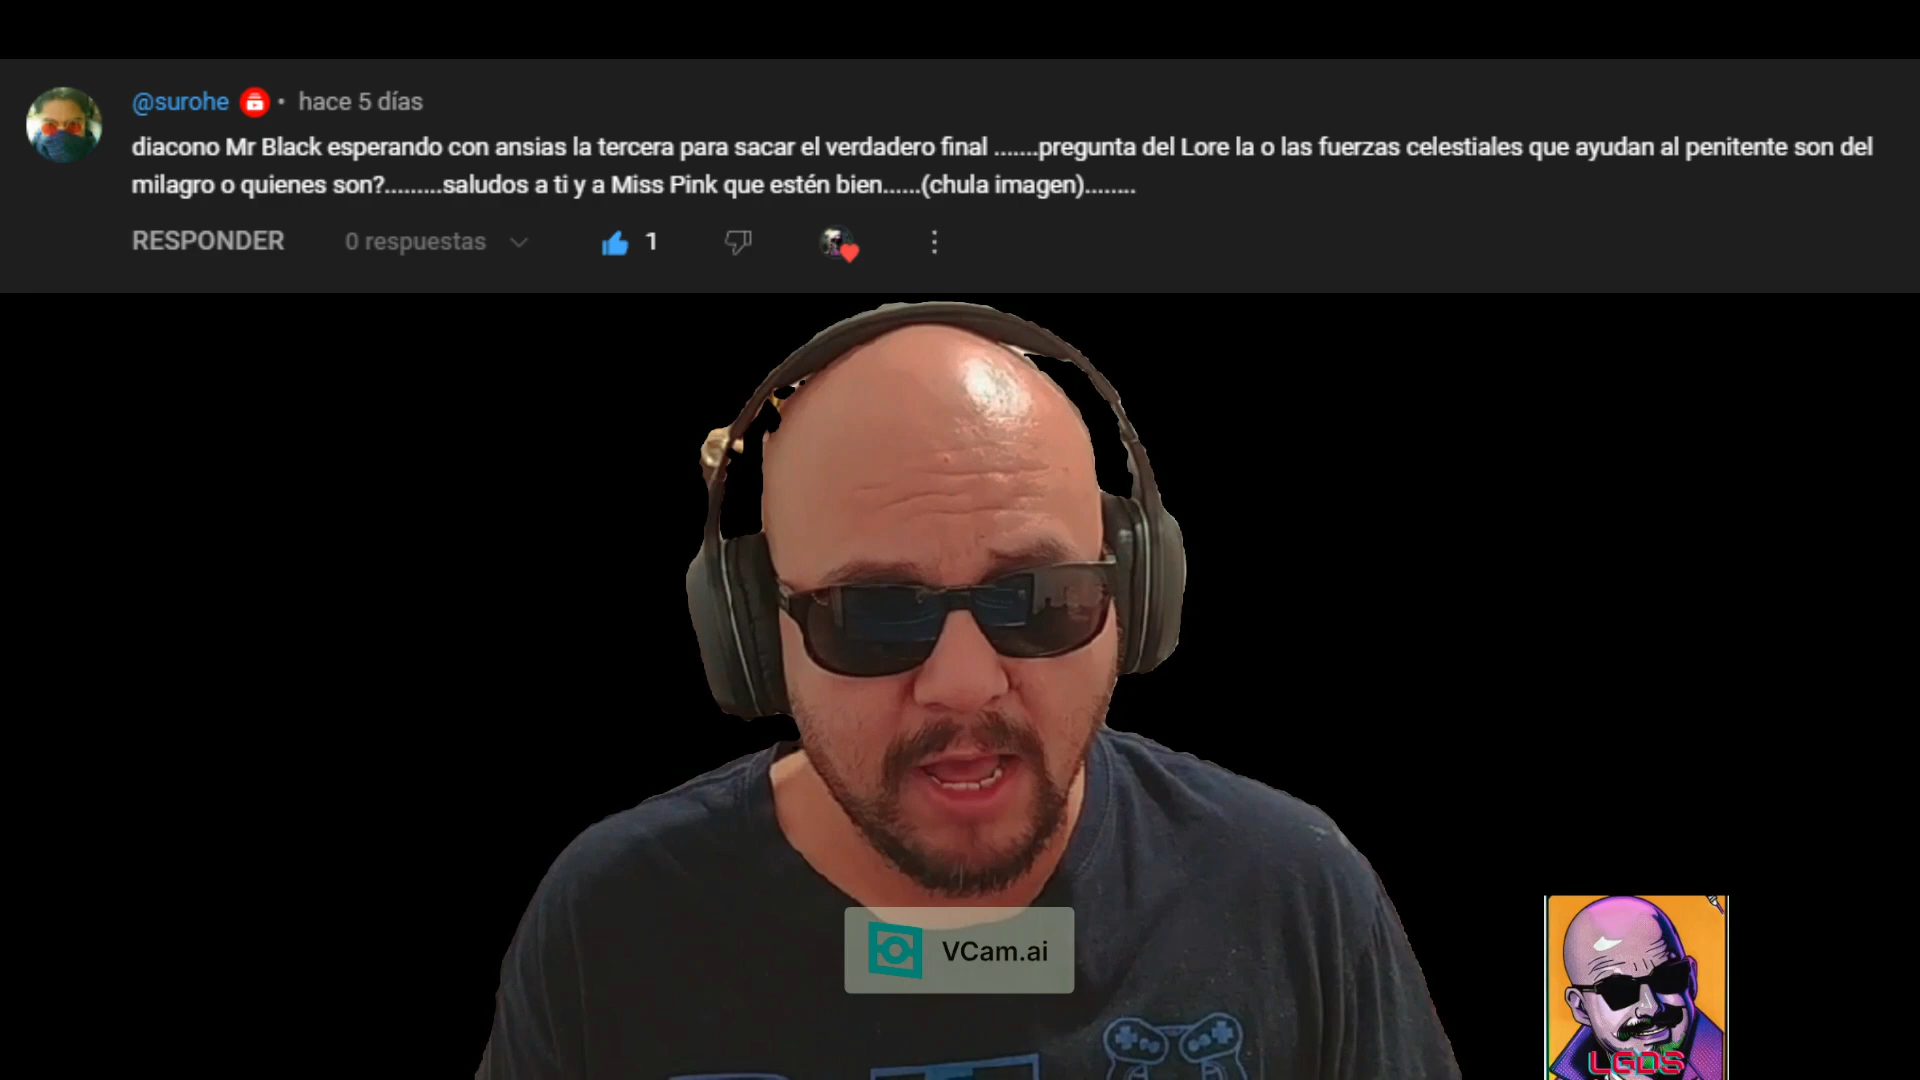 @surohe • hace 5 días
diacono Mr Black esperando con ansias la tercera para sacar el verdadero final .......pregunta del Lore la o las fuerzas celestiales que ayudan al penitente son del
milagro o quienes son?.........saludos a ti y a Miss Pink que estén bien......(chula imagen)........
RESPONDER 0 respuestas 1
VCam.ai
LGDS